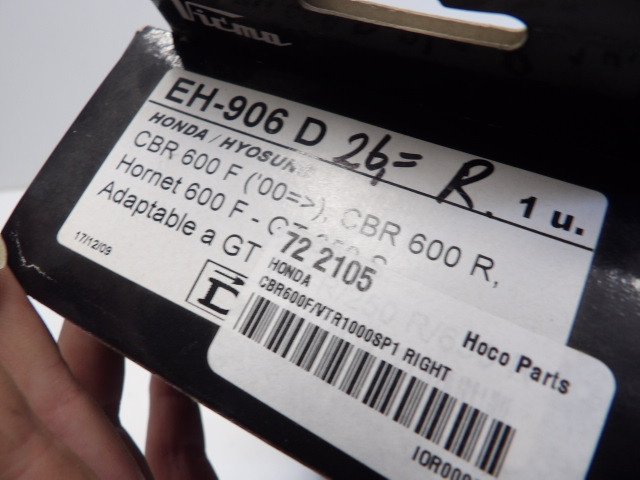 Vicma
EH-906 D 26,= R. 1 u.
HONDA / HYOSUNG
CBR 600 F ('00=>), CBR 600 R,
Hornet 600 F - GT
Adaptable a GT
17/12/09
72 2105
HONDA
CBR600F/VTR1000SP1 RIGHT
Hoco Parts